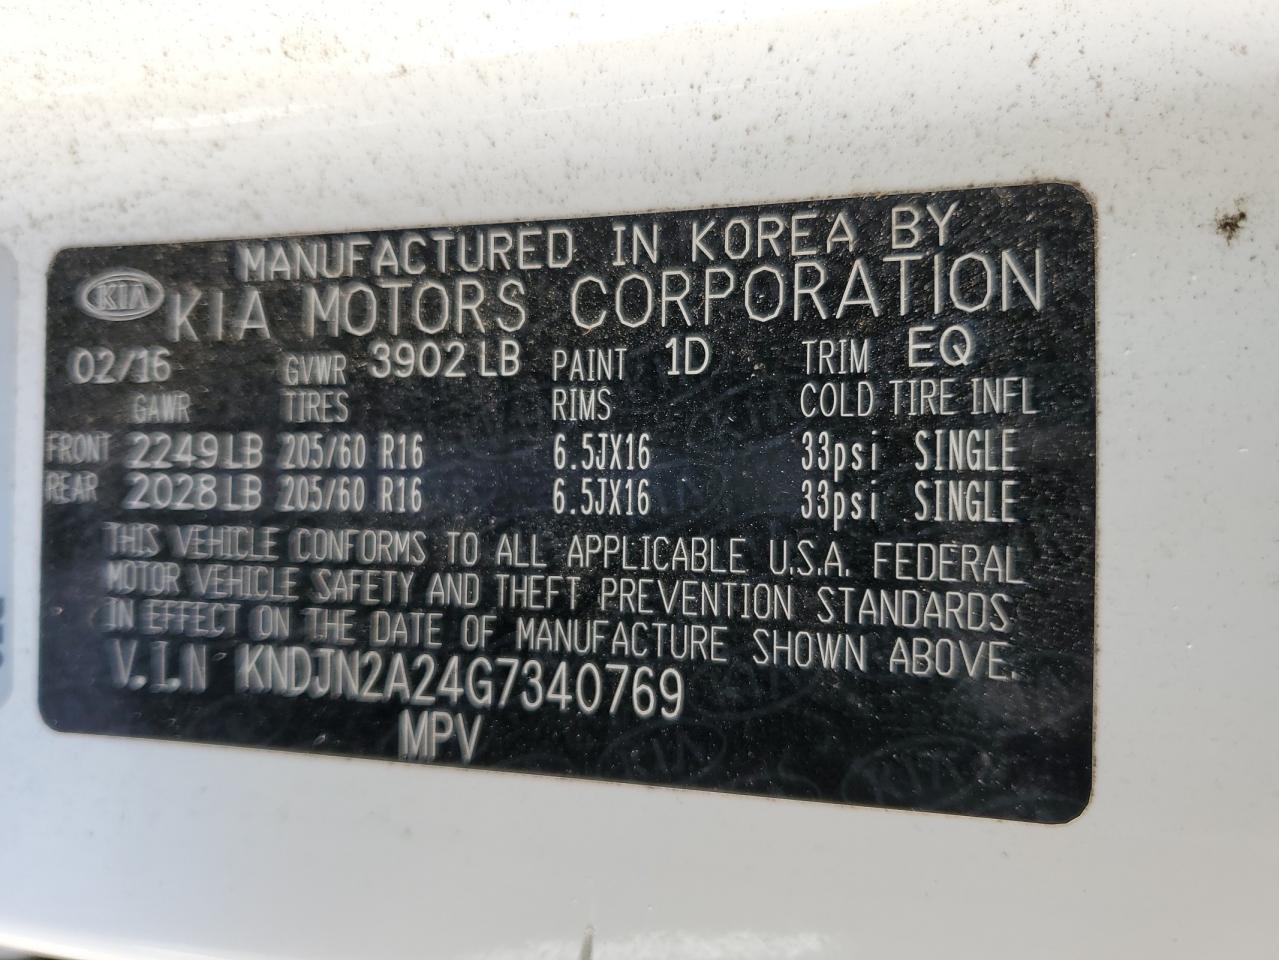 MANUFACTURED IN KOREA BY
KIA KIA MOTORS CORPORATION
02/16 GVWR 3902 LB PAINT 1D TRIM EQ
GAWR TIRES RIMS COLD TIRE INFL
FRONT 2249 LB 205/60 R16 6.5JX16 33psi SINGLE
REAR 2028 LB 205/60 R16 6.5JX16 33psi SINGLE
THIS VEHICLE CONFORMS TO ALL APPLICABLE U.S.A. FEDERAL
MOTOR VEHICLE SAFETY AND THEFT PREVENTION STANDARDS
IN EFFECT ON THE DATE OF MANUFACTURE SHOWN ABOVE.
V.I.N KNDJN2A24G7340769
MPV